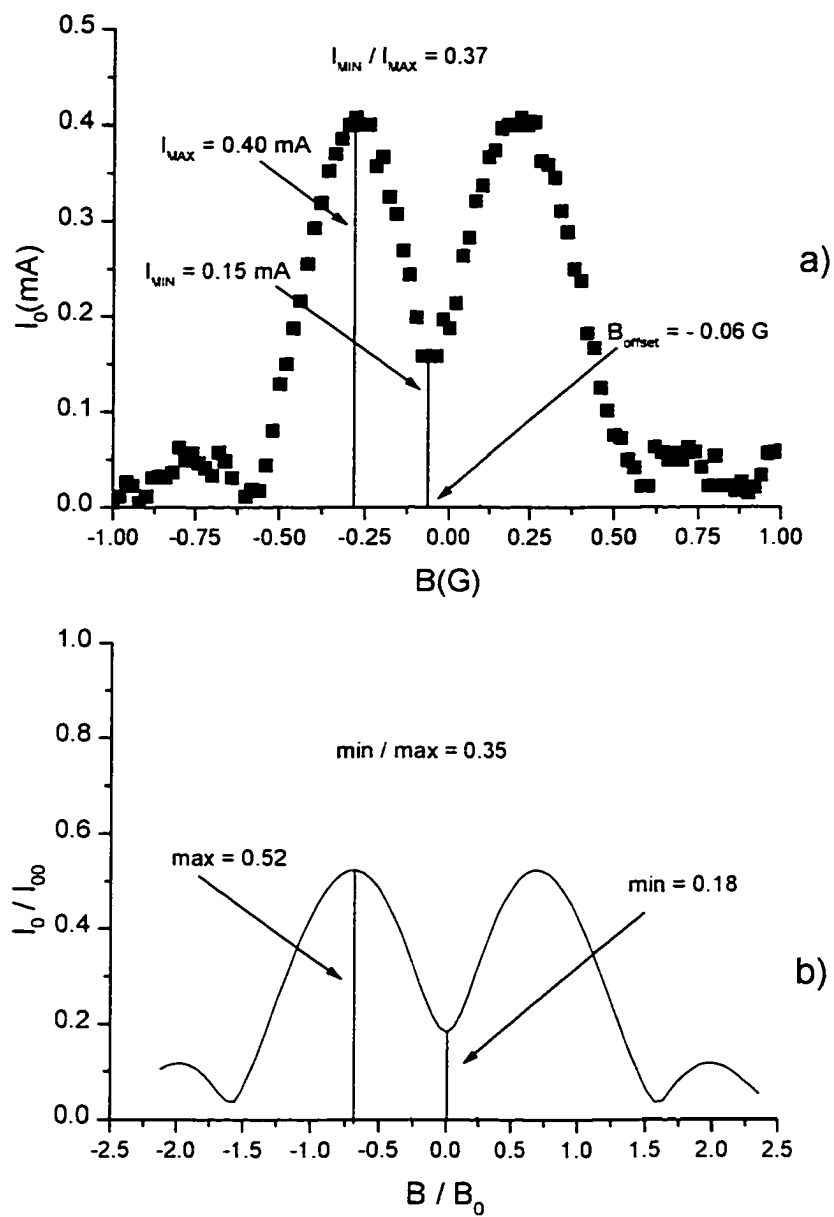 0.5
I_MIN / I_MAX = 0.37
0.4
I_MAX = 0.40 mA
0.3
a)
I_MIN = 0.15 mA
I_0(mA)
0.2
B_offset = - 0.06 G
0.1
0.0
-1.00 -0.75 -0.50 -0.25 0.00 0.25 0.50 0.75 1.00
B(G)
1.0
0.8
min / max = 0.35
0.6
max = 0.52
min = 0.18
I_0 / I_00
0.4
b)
0.2
0.0
-2.5 -2.0 -1.5 -1.0 -0.5 0.0 0.5 1.0 1.5 2.0 2.5
B / B_0